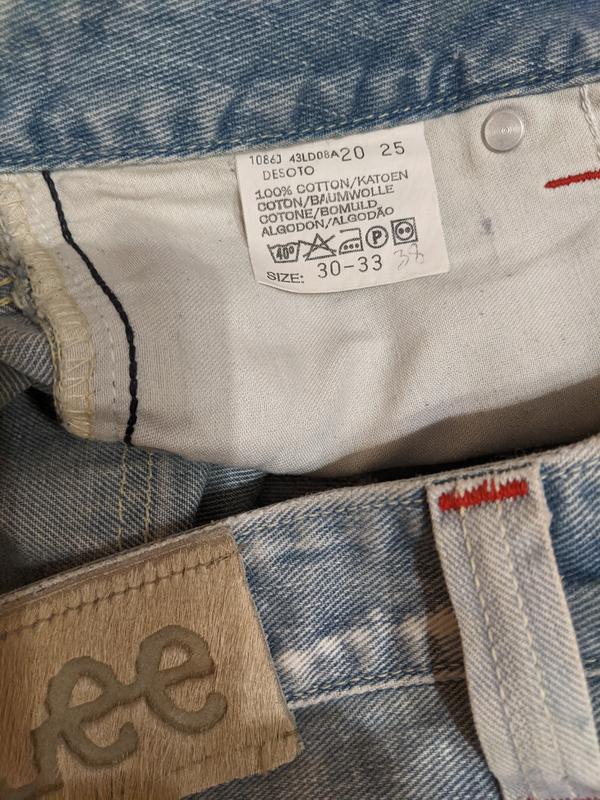 1086J 43LD08A 20 25
DESOTO
100% COTTON/KATOEN
COTON/BAUMWOLLE
COTONE/BOMULD
ALGODON/ALGODÃO
40° P
SIZE: 30-33
Lee